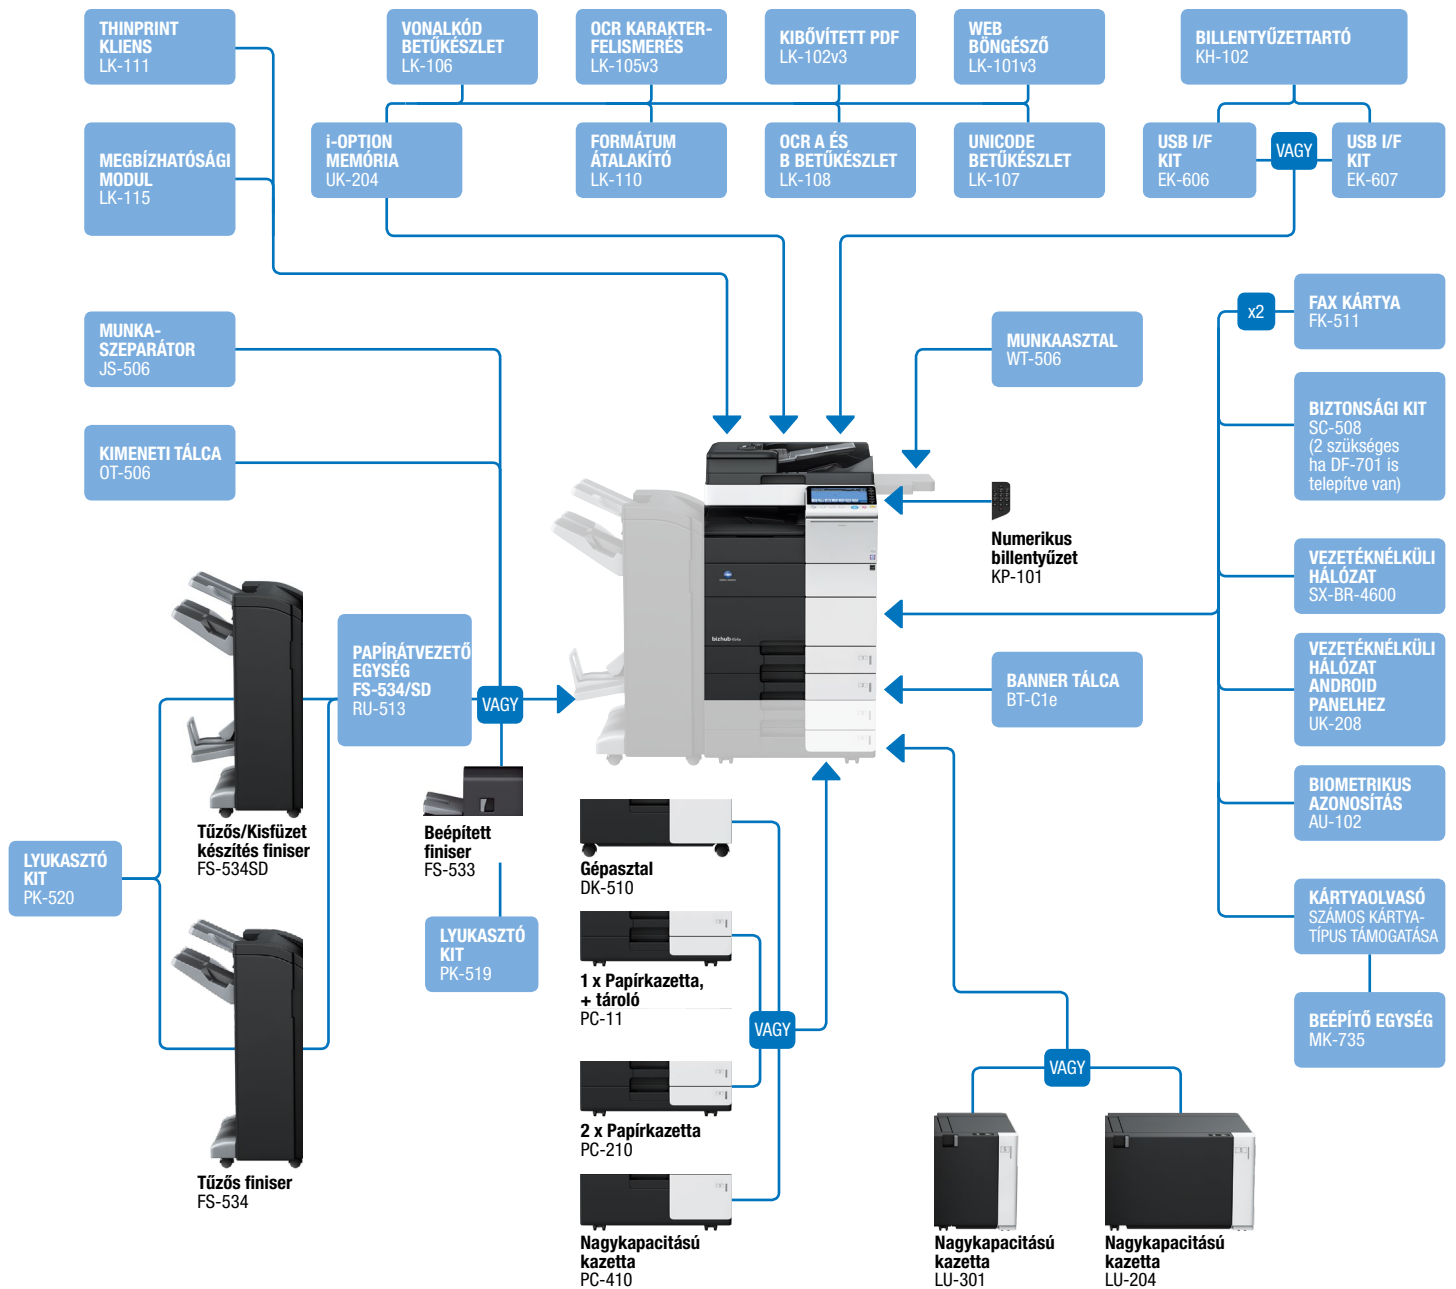 THINPRINT
KLIENS
LK-111
VONALKÓD
BETŰKÉSZLET
LK-106
OCR KARAKTER-
FELISMERÉS
LK-105v3
KIBŐVÍTETT PDF
LK-102v3
WEB
BÖNGÉSZŐ
LK-101v3
BILLENTYŰZETTARTÓ
KH-102
MEGBÍZHATÓSÁGI
MODUL
LK-115
i-OPTION
MEMÓRIA
UK-204
FORMÁTUM
ÁTALAKÍTÓ
LK-110
OCR A ÉS
B BETŰKÉSZLET
LK-108
UNICODE
BETŰKÉSZLET
LK-107
USB I/F
KIT
EK-606
VAGY
USB I/F
KIT
EK-607
MUNKA-
SZEPARÁTOR
JS-506
KIMENETI TÁLCA
OT-506
MUNKAASZTAL
WT-506
x2
FAX KÁRTYA
FK-511
BIZTONSÁGI KIT
SC-508
(2 szükséges
ha DF-701 is
telepítve van)
Numerikus
billentyűzet
KP-101
VEZETÉKNÉLKÜLI
HÁLÓZAT
SX-BR-4600
bizhub
PAPÍRÁTVEZETŐ
EGYSÉG
FS-534/SD
RU-513
VAGY
BANNER TÁLCA
BT-C1e
VEZETÉKNÉLKÜLI
HÁLÓZAT
ANDROID
PANELHEZ
UK-208
BIOMETRIKUS
AZONOSÍTÁS
AU-102
LYUKASZTÓ
KIT
PK-520
Tűzős/Kisfüzet
készítés finiser
FS-534SD
Beépített
finiser
FS-533
Gépasztal
DK-510
KÁRTYAOLVASÓ
SZÁMOS KÁRTYA-
TÍPUS TÁMOGATÁSA
LYUKASZTÓ
KIT
PK-519
1 x Papírkazetta,
+ tároló
PC-11
VAGY
BEÉPÍTŐ EGYSÉG
MK-735
VAGY
2 x Papírkazetta
PC-210
Tűzős finiser
FS-534
Nagykapacitású
kazetta
PC-410
Nagykapacitású
kazetta
LU-301
Nagykapacitású
kazetta
LU-204